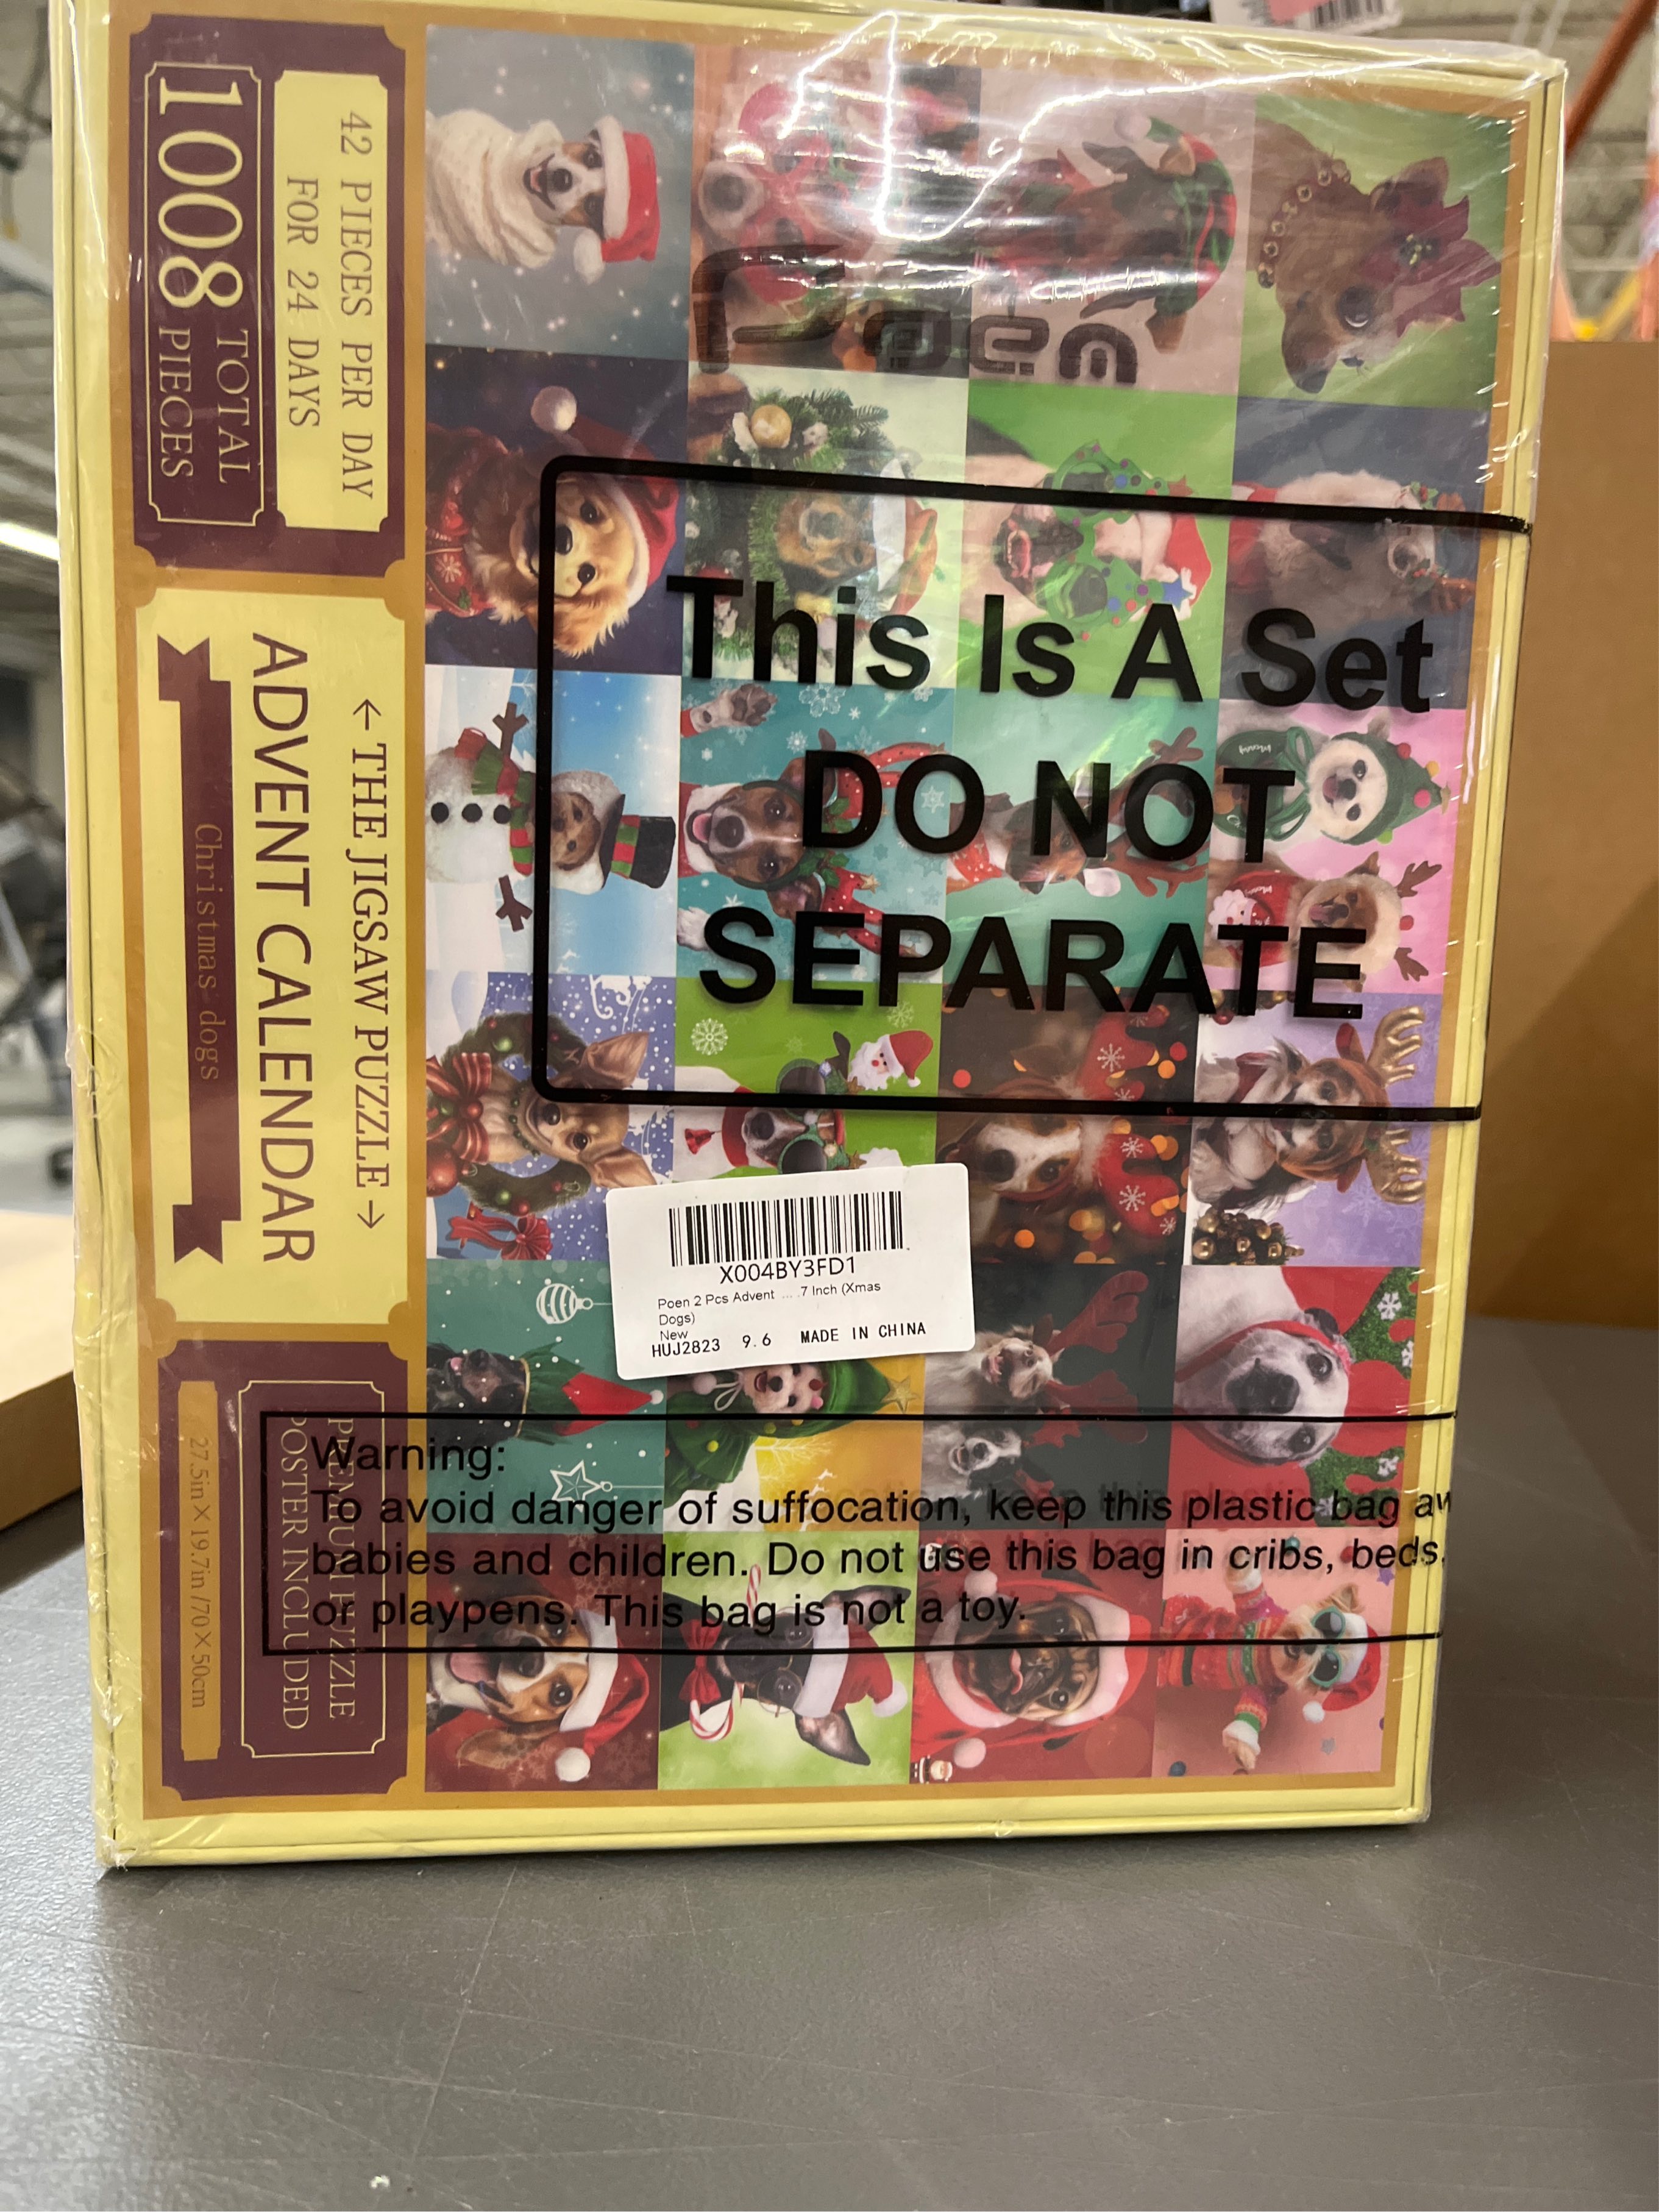 42 PIECES PER DAY
FOR 24 DAYS
1008 TOTAL
PIECES
← THE JIGSAW PUZZLE →
ADVENT CALENDAR
Christmas dogs
PREMIUM PUZZLE
POSTER INCLUDED
27.5in X 19.7in /70 X 50cm
This Is A Set
DO NOT
SEPARATE
X004BY3FD1
Poen 2 Pcs Advent ... .7 Inch (Xmas
Dogs)
New
HUJ2823 9.6 MADE IN CHINA
Warning:
To avoid danger of suffocation, keep this plastic bag
babies and children. Do not use this bag in cribs, beds,
or playpens. This bag is not a toy.